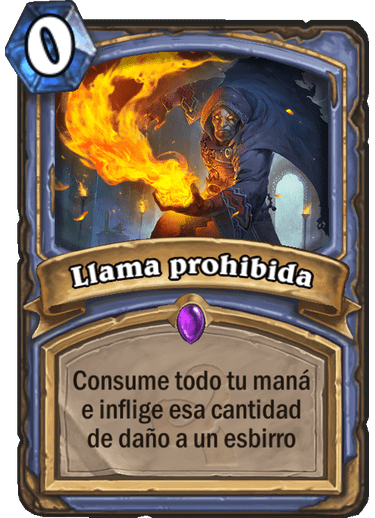 0
Llama prohibida
Consume todo tu maná
e inflige esa cantidad
de daño a un esbirro